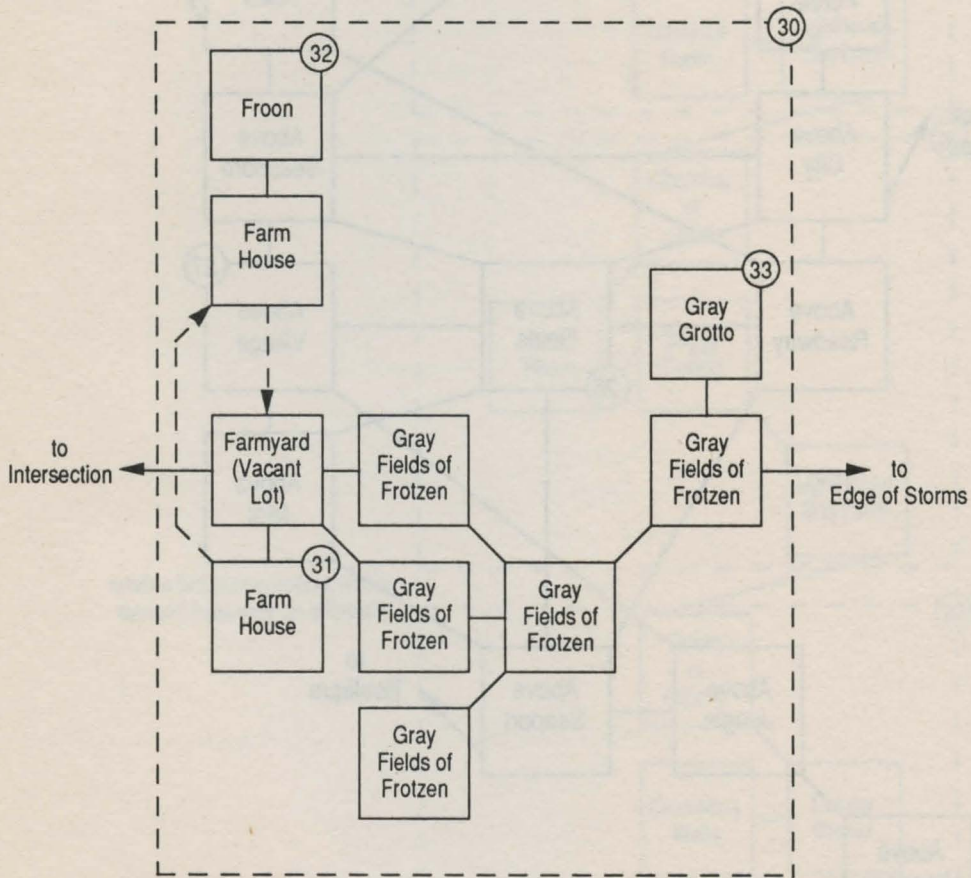 30
32
Froon
Farm
House
33
Gray
Grotto
to
Intersection
Farmyard
(Vacant
Lot)
Gray
Fields of
Frotzen
Gray
Fields of
Frotzen
to
Edge of Storms
31
Farm
House
Gray
Fields of
Frotzen
Gray
Fields of
Frotzen
Gray
Fields of
Frotzen